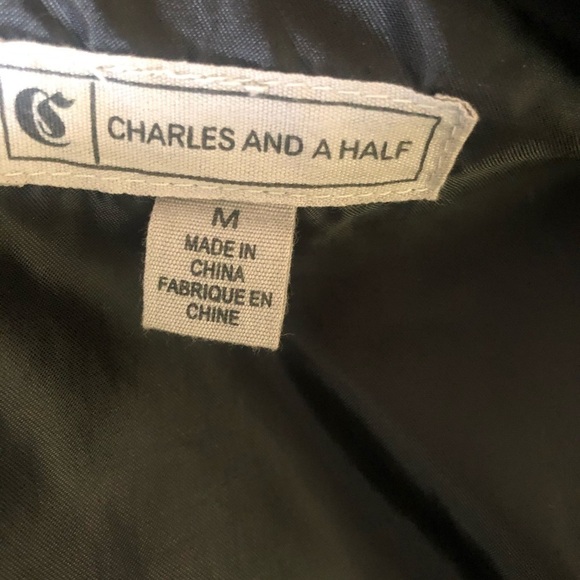 C
CHARLES AND A HALF
M
MADE IN
CHINA
FABRIQUE EN
CHINE